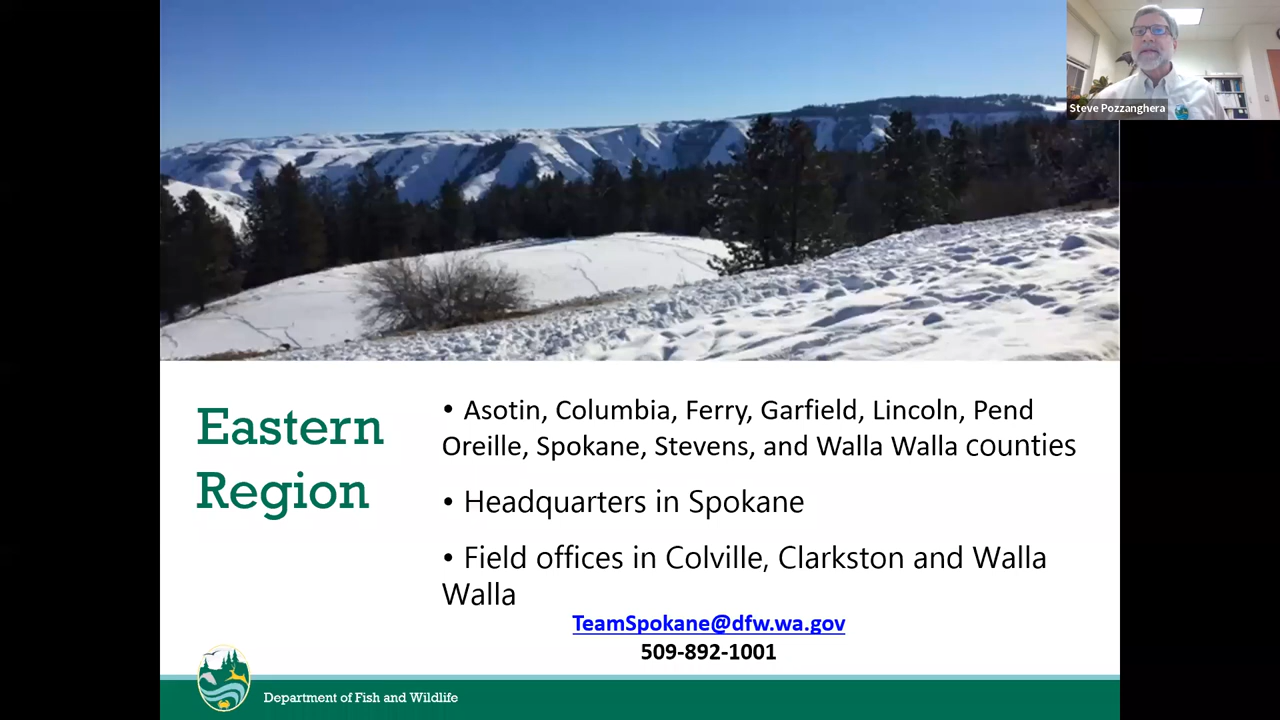 Steve Pozzanghera
Eastern
Region
• Asotin, Columbia, Ferry, Garfield, Lincoln, Pend
Oreille, Spokane, Stevens, and Walla Walla counties
• Headquarters in Spokane
• Field offices in Colville, Clarkston and Walla
Walla
TeamSpokane@dfw.wa.gov
509-892-1001
Department of Fish and Wildlife